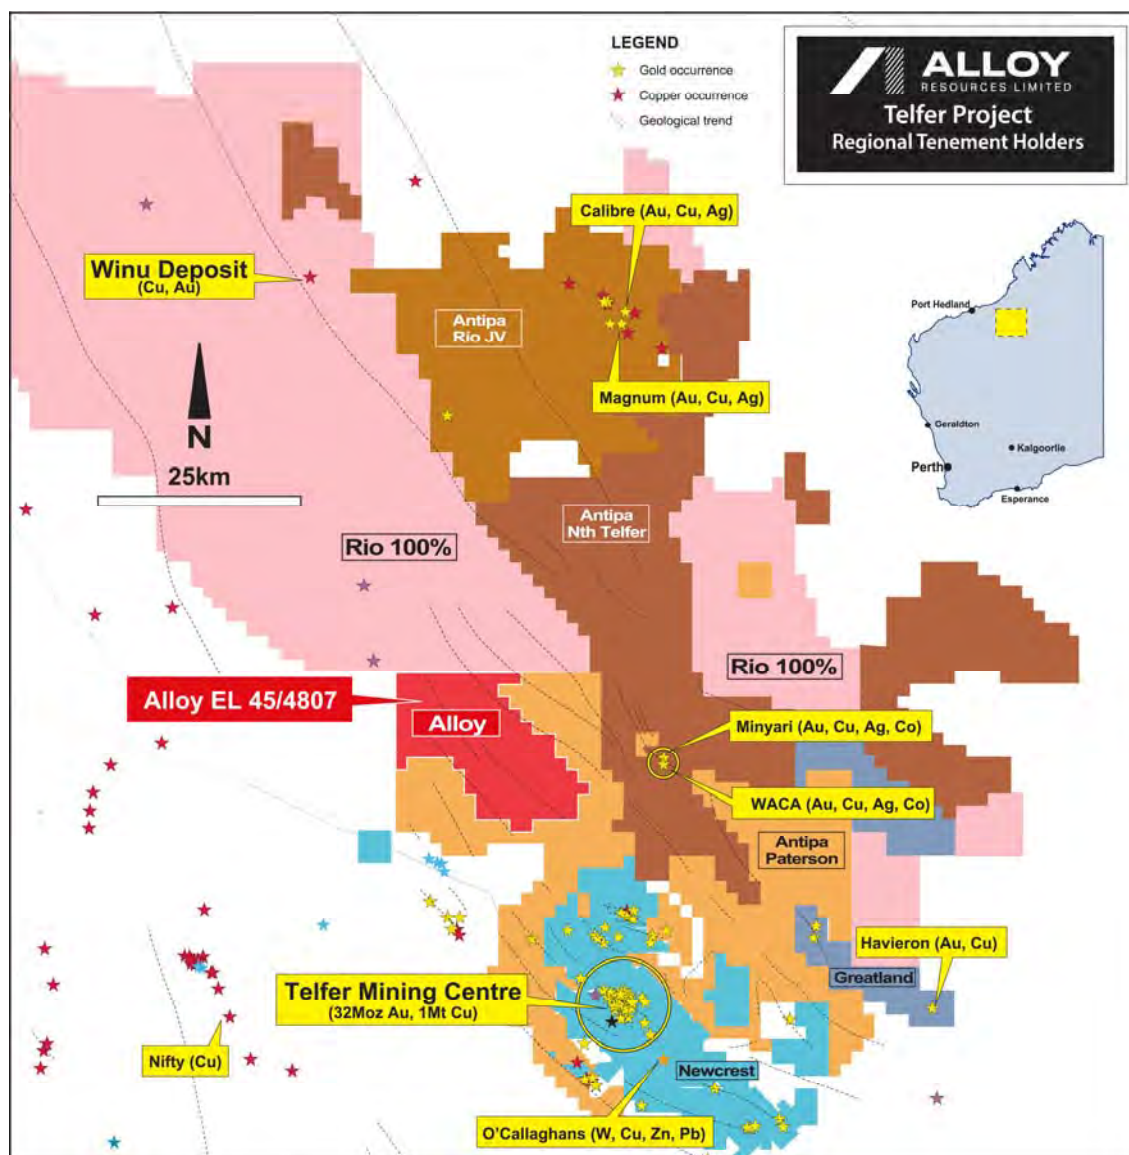 LEGEND
Gold occurrence
Copper occurrence
Geological trend
ALLOY
RESOURCES LIMITED
Telfer Project
Regional Tenement Holders
Calibre (Au, Cu, Ag)
Winu Deposit
(Cu, Au)
Antipa
Rio JV
Magnum (Au, Cu, Ag)
Port Hedland
Geraldton
Kalgoorlie
Perth
Esperance
N
25km
Antipa
Nth Telfer
Rio 100%
Rio 100%
Alloy EL 45/4807
Alloy
Minyari (Au, Cu, Ag, Co)
WACA (Au, Cu, Ag, Co)
Antipa
Paterson
Havieron (Au, Cu)
Greatland
Telfer Mining Centre
(32Moz Au, 1Mt Cu)
Nifty (Cu)
Newcrest
O'Callaghans (W, Cu, Zn, Pb)